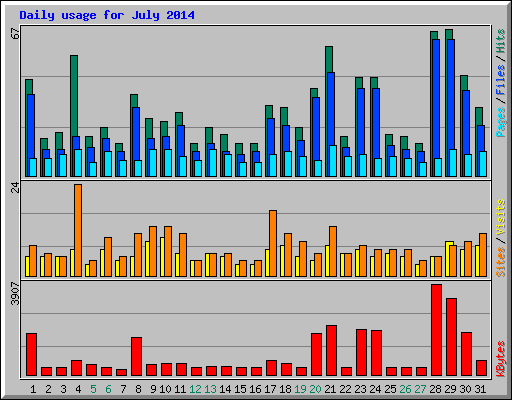 Daily usage for July 2014
67
Pages / Files / Hits
24
Sites / Visits
3907
KBytes
1 2 3 4 5 6 7 8 9 10 11 12 13 14 15 16 17 18 19 20 21 22 23 24 25 26 27 28 29 30 31